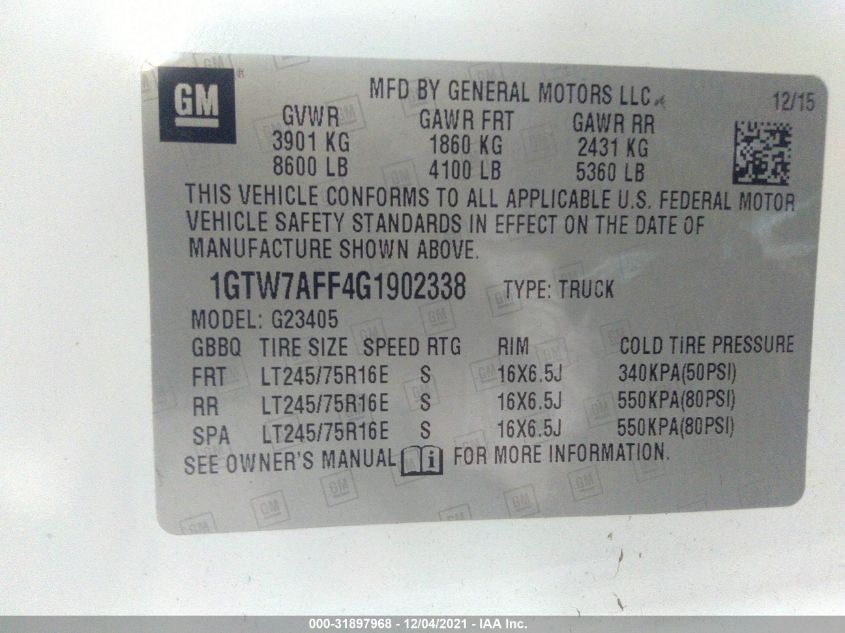 GM
MFD BY GENERAL MOTORS LLC
12/15
GVWR GAWR FRT GAWR RR
3901 KG 1860 KG 2431 KG
8600 LB 4100 LB 5360 LB
THIS VEHICLE CONFORMS TO ALL APPLICABLE U.S. FEDERAL MOTOR
VEHICLE SAFETY STANDARDS IN EFFECT ON THE DATE OF
MANUFACTURE SHOWN ABOVE.
1GTW7AFF4G1902338 TYPE: TRUCK
MODEL: G23405
GBBQ TIRE SIZE SPEED RTG RIM COLD TIRE PRESSURE
FRT LT245/75R16E S 16X6.5J 340KPA(50PSI)
RR LT245/75R16E S 16X6.5J 550KPA(80PSI)
SPA LT245/75R16E S 16X6.5J 550KPA(80PSI)
SEE OWNER'S MANUAL FOR MORE INFORMATION.
000-31897968 - 12/04/2021 - IAA Inc.